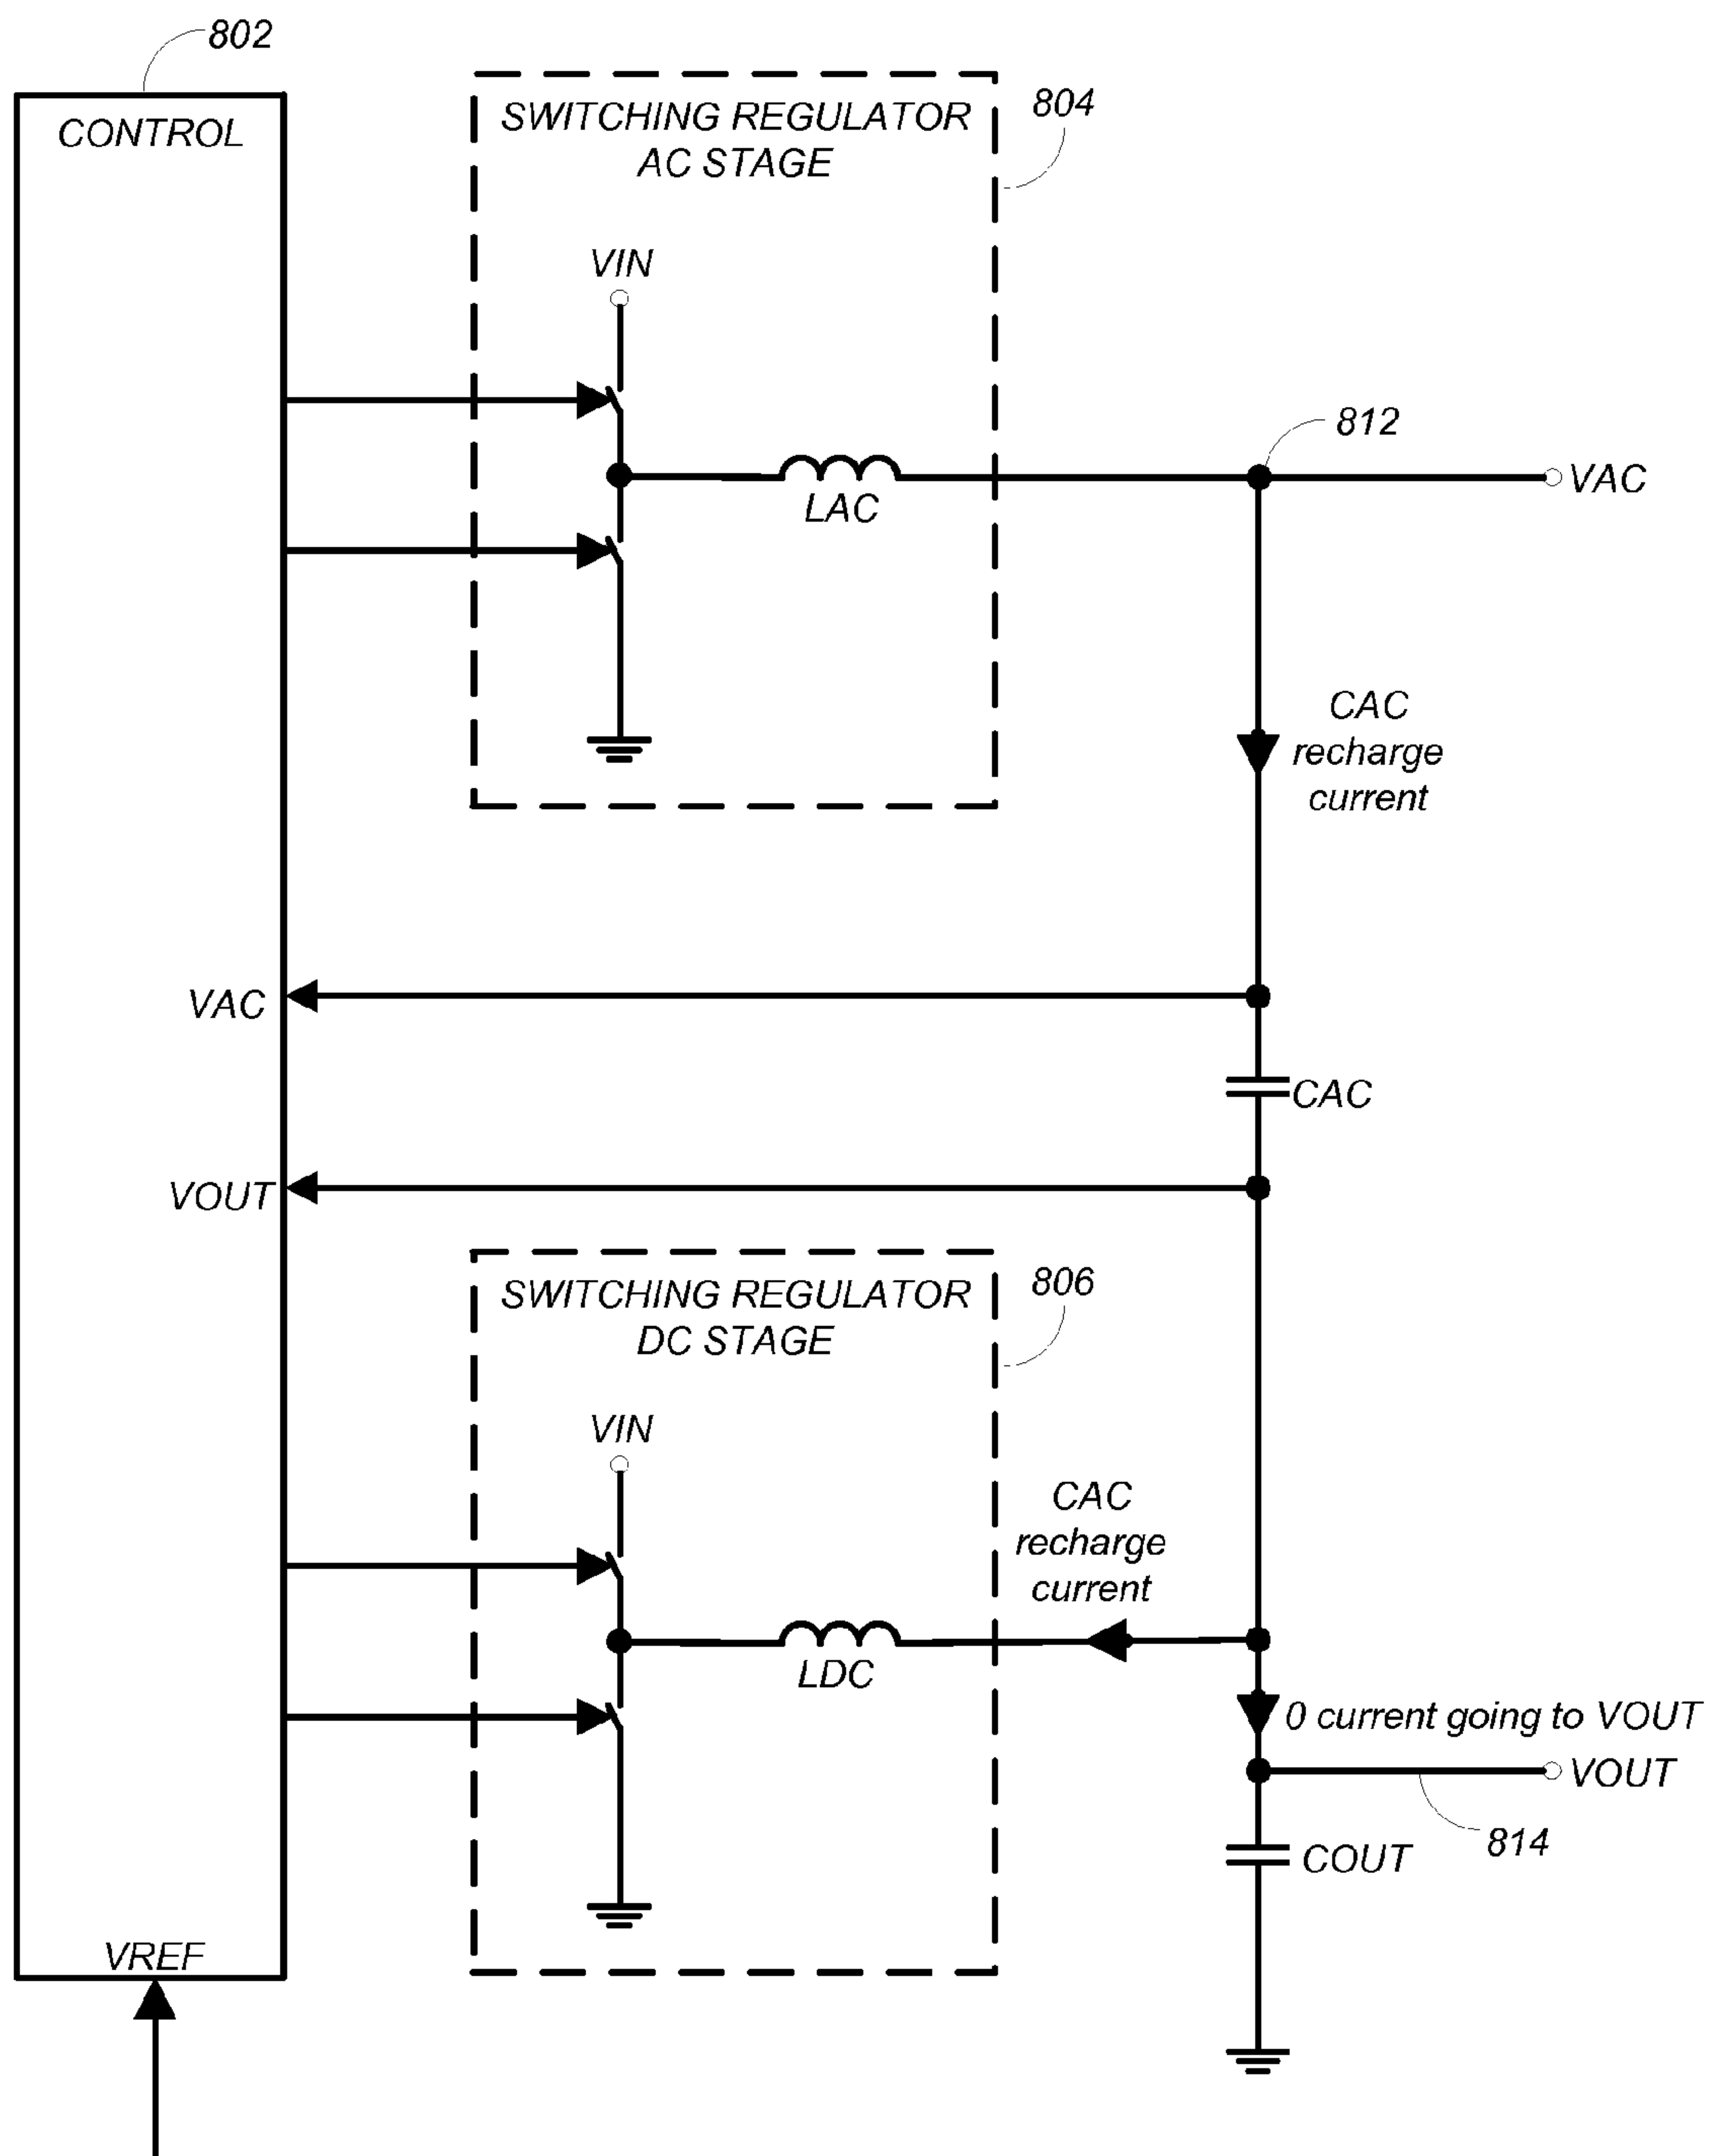 802
CONTROL
SWITCHING REGULATOR
AC STAGE
804
VIN
LAC
812
VAC
CAC
recharge
current
VAC
CAC
VOUT
SWITCHING REGULATOR
DC STAGE
806
VIN
CAC
recharge
current
LDC
0 current going to VOUT
VOUT
814
COUT
VREF